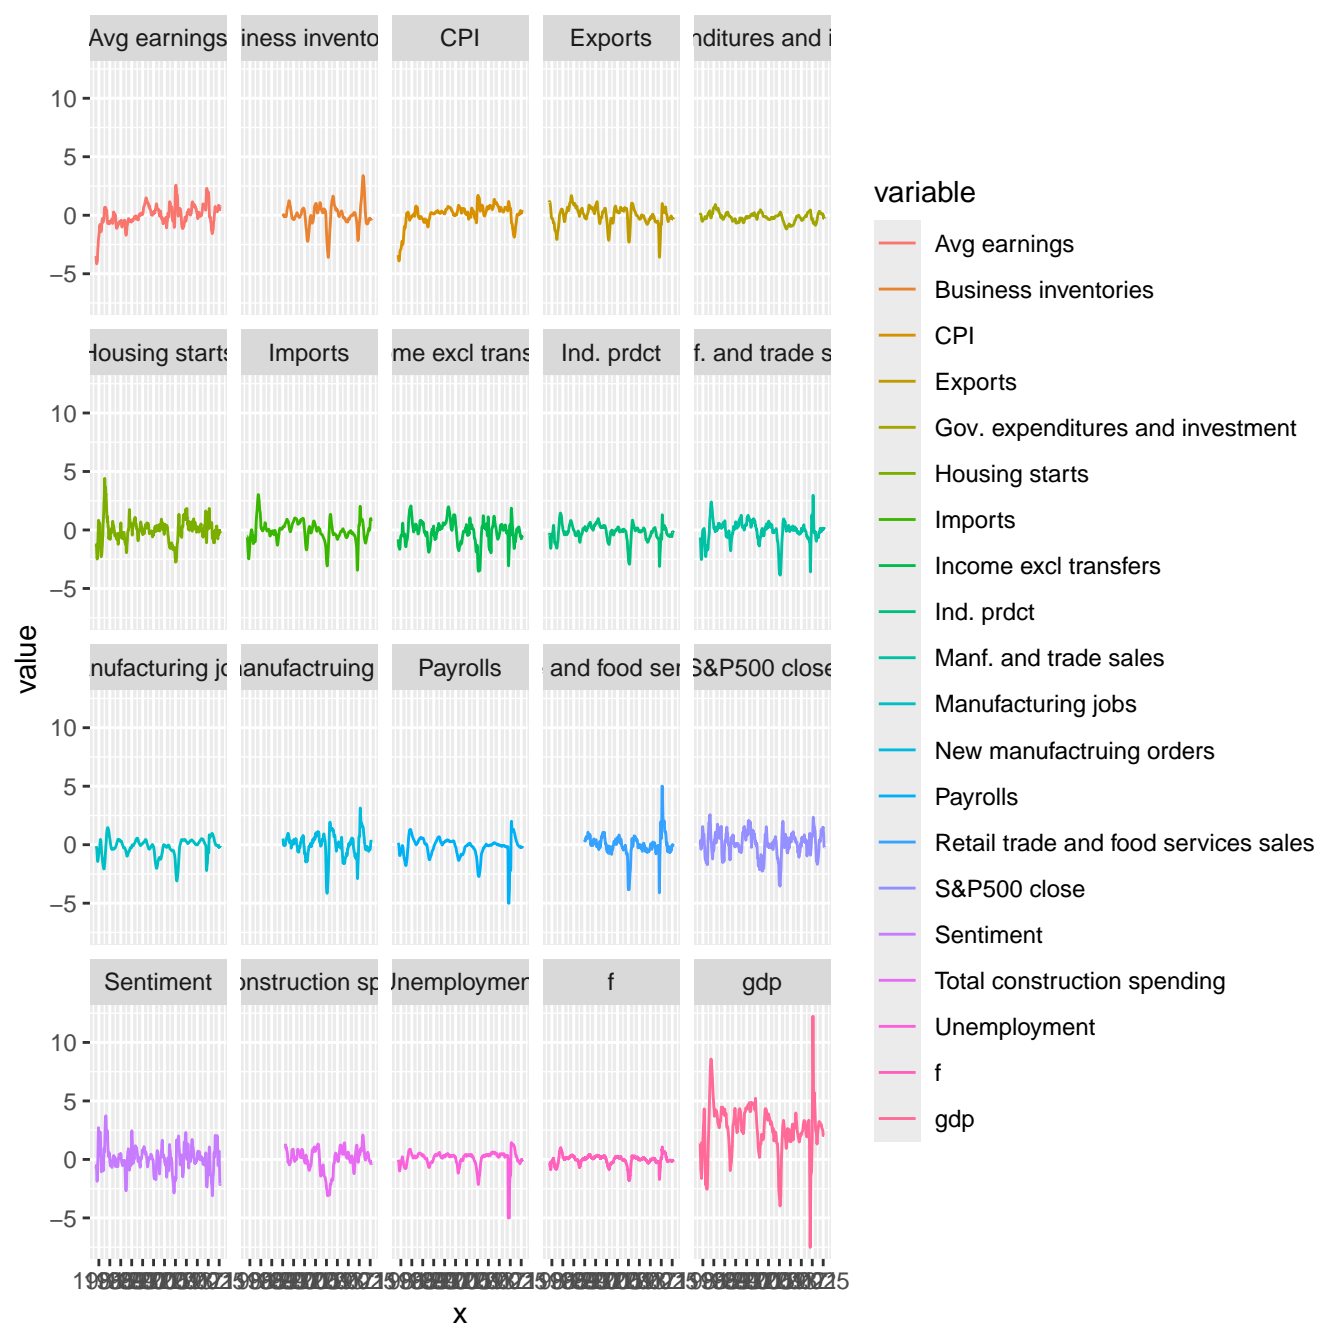 Avg earnings
iness invento
CPI
Exports
nditures and i
10
5
0
−5
Housing starts
Imports
me excl trans
Ind. prdct
f. and trade s
10
5
0
−5
nufacturing jo
anufactruing
Payrolls
and food ser
S&P500 close
10
5
0
−5
Sentiment
onstruction sp
Unemploymen
f
gdp
10
5
0
−5
value
x
variable
Avg earnings
Business inventories
CPI
Exports
Gov. expenditures and investment
Housing starts
Imports
Income excl transfers
Ind. prdct
Manf. and trade sales
Manufacturing jobs
New manufactruing orders
Payrolls
Retail trade and food services sales
S&P500 close
Sentiment
Total construction spending
Unemployment
f
gdp